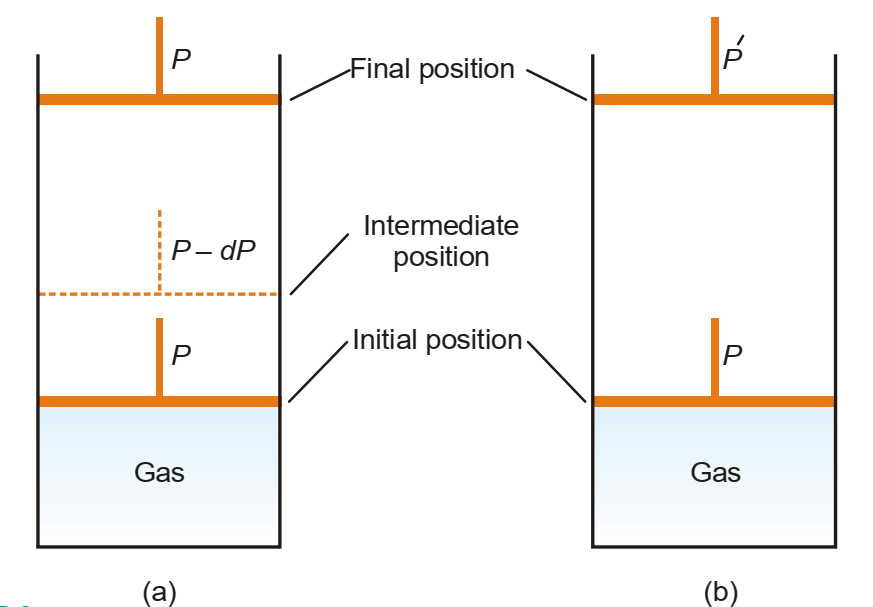 P
P′
Final position
P – dP
Intermediate
position
P
Initial position
P
Gas
Gas
(a)
(b)